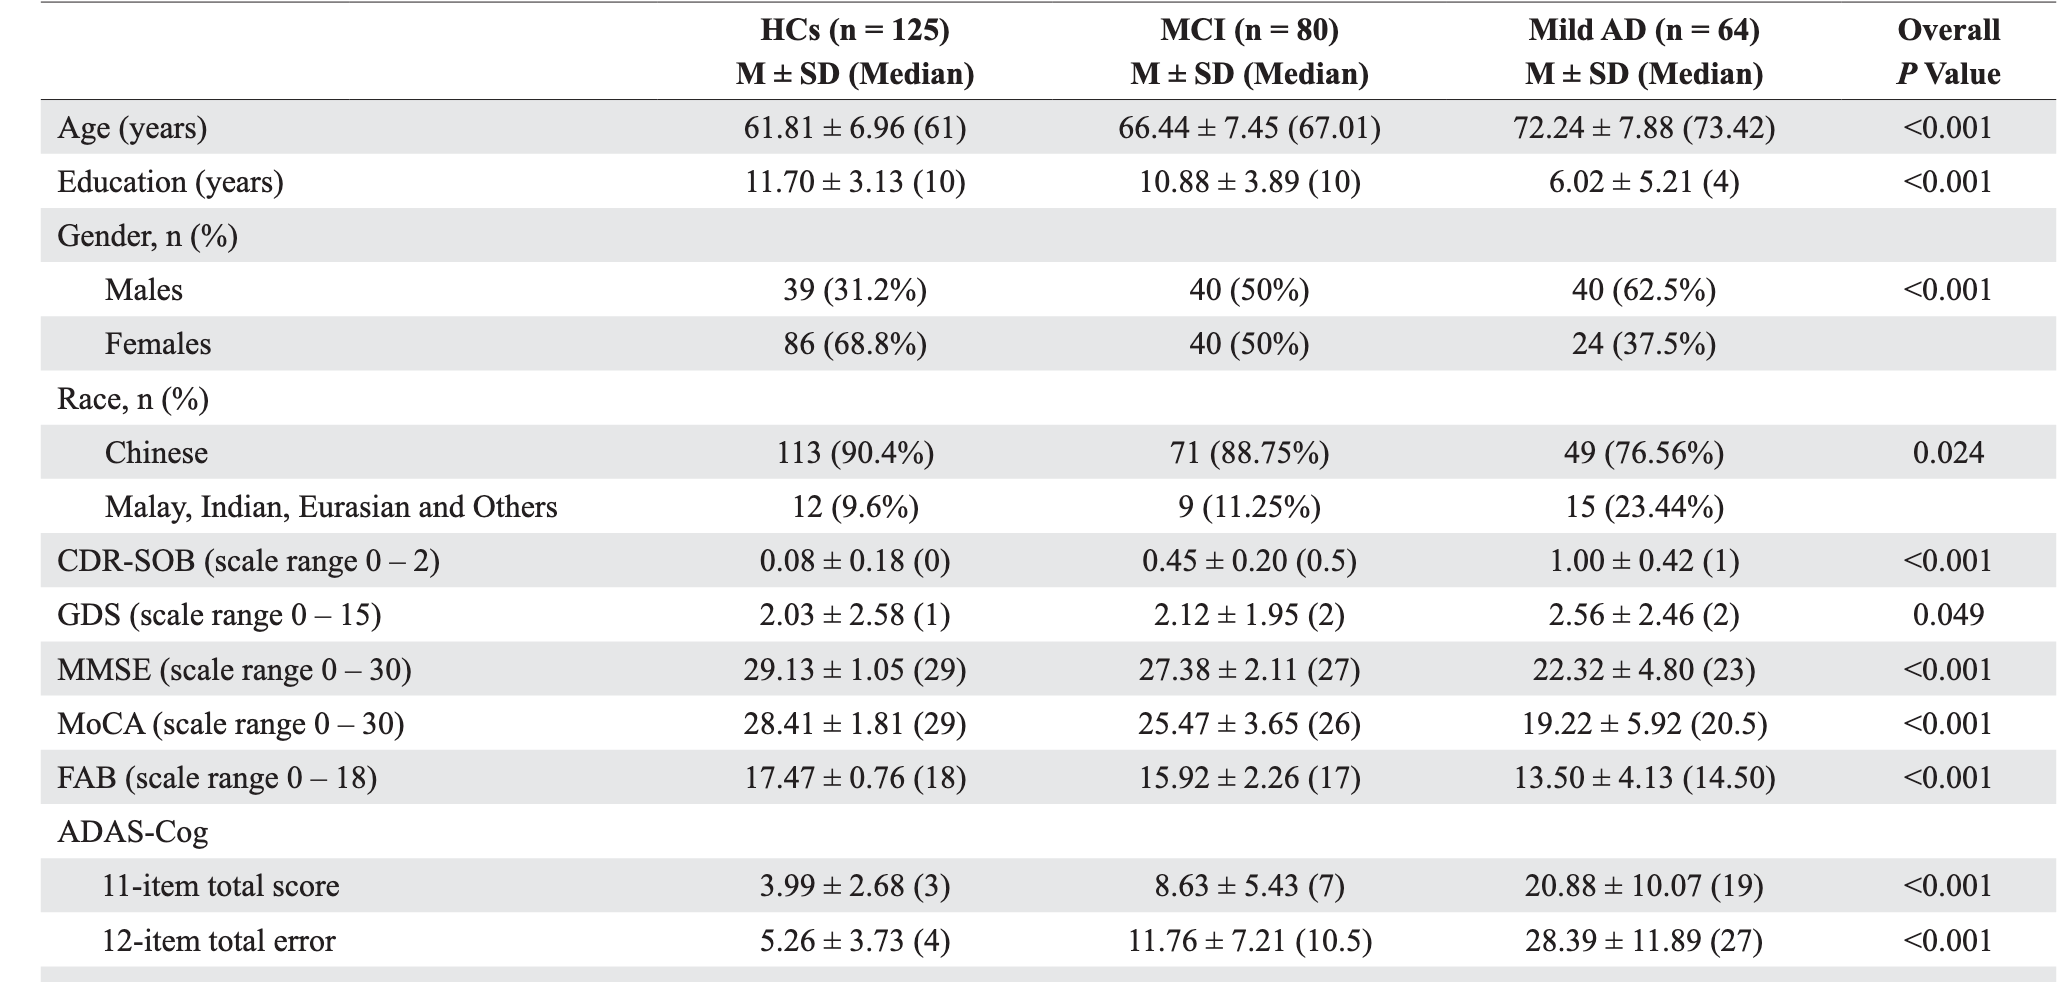 HCs (n = 125) MCI (n = 80) Mild AD (n = 64) Overall
M ± SD (Median) M ± SD (Median) M ± SD (Median) P Value
Age (years) 61.81 ± 6.96 (61) 66.44 ± 7.45 (67.01) 72.24 ± 7.88 (73.42) <0.001
Education (years) 11.70 ± 3.13 (10) 10.88 ± 3.89 (10) 6.02 ± 5.21 (4) <0.001
Gender, n (%)
Males 39 (31.2%) 40 (50%) 40 (62.5%) <0.001
Females 86 (68.8%) 40 (50%) 24 (37.5%)
Race, n (%)
Chinese 113 (90.4%) 71 (88.75%) 49 (76.56%) 0.024
Malay, Indian, Eurasian and Others 12 (9.6%) 9 (11.25%) 15 (23.44%)
CDR-SOB (scale range 0 – 2) 0.08 ± 0.18 (0) 0.45 ± 0.20 (0.5) 1.00 ± 0.42 (1) <0.001
GDS (scale range 0 – 15) 2.03 ± 2.58 (1) 2.12 ± 1.95 (2) 2.56 ± 2.46 (2) 0.049
MMSE (scale range 0 – 30) 29.13 ± 1.05 (29) 27.38 ± 2.11 (27) 22.32 ± 4.80 (23) <0.001
MoCA (scale range 0 – 30) 28.41 ± 1.81 (29) 25.47 ± 3.65 (26) 19.22 ± 5.92 (20.5) <0.001
FAB (scale range 0 – 18) 17.47 ± 0.76 (18) 15.92 ± 2.26 (17) 13.50 ± 4.13 (14.50) <0.001
ADAS-Cog
11-item total score 3.99 ± 2.68 (3) 8.63 ± 5.43 (7) 20.88 ± 10.07 (19) <0.001
12-item total error 5.26 ± 3.73 (4) 11.76 ± 7.21 (10.5) 28.39 ± 11.89 (27) <0.001